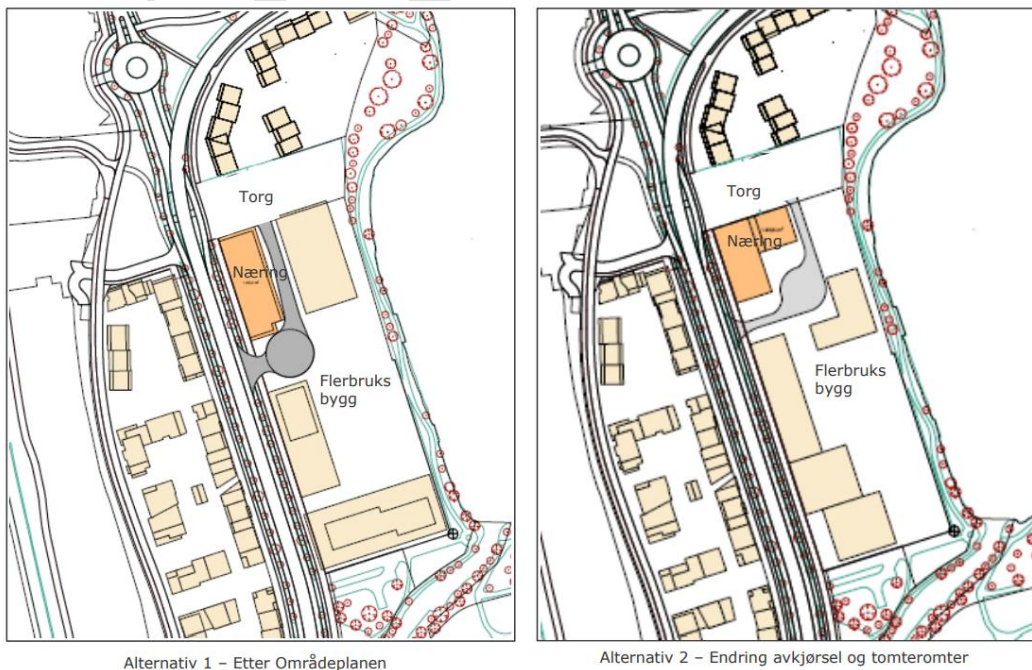 Torg
Næring
Flerbruks
bygg
Alternativ 1 – Etter Områdeplanen
Torg
Næring
Flerbruks
bygg
Alternativ 2 – Endring avkjørsel og tomteromter